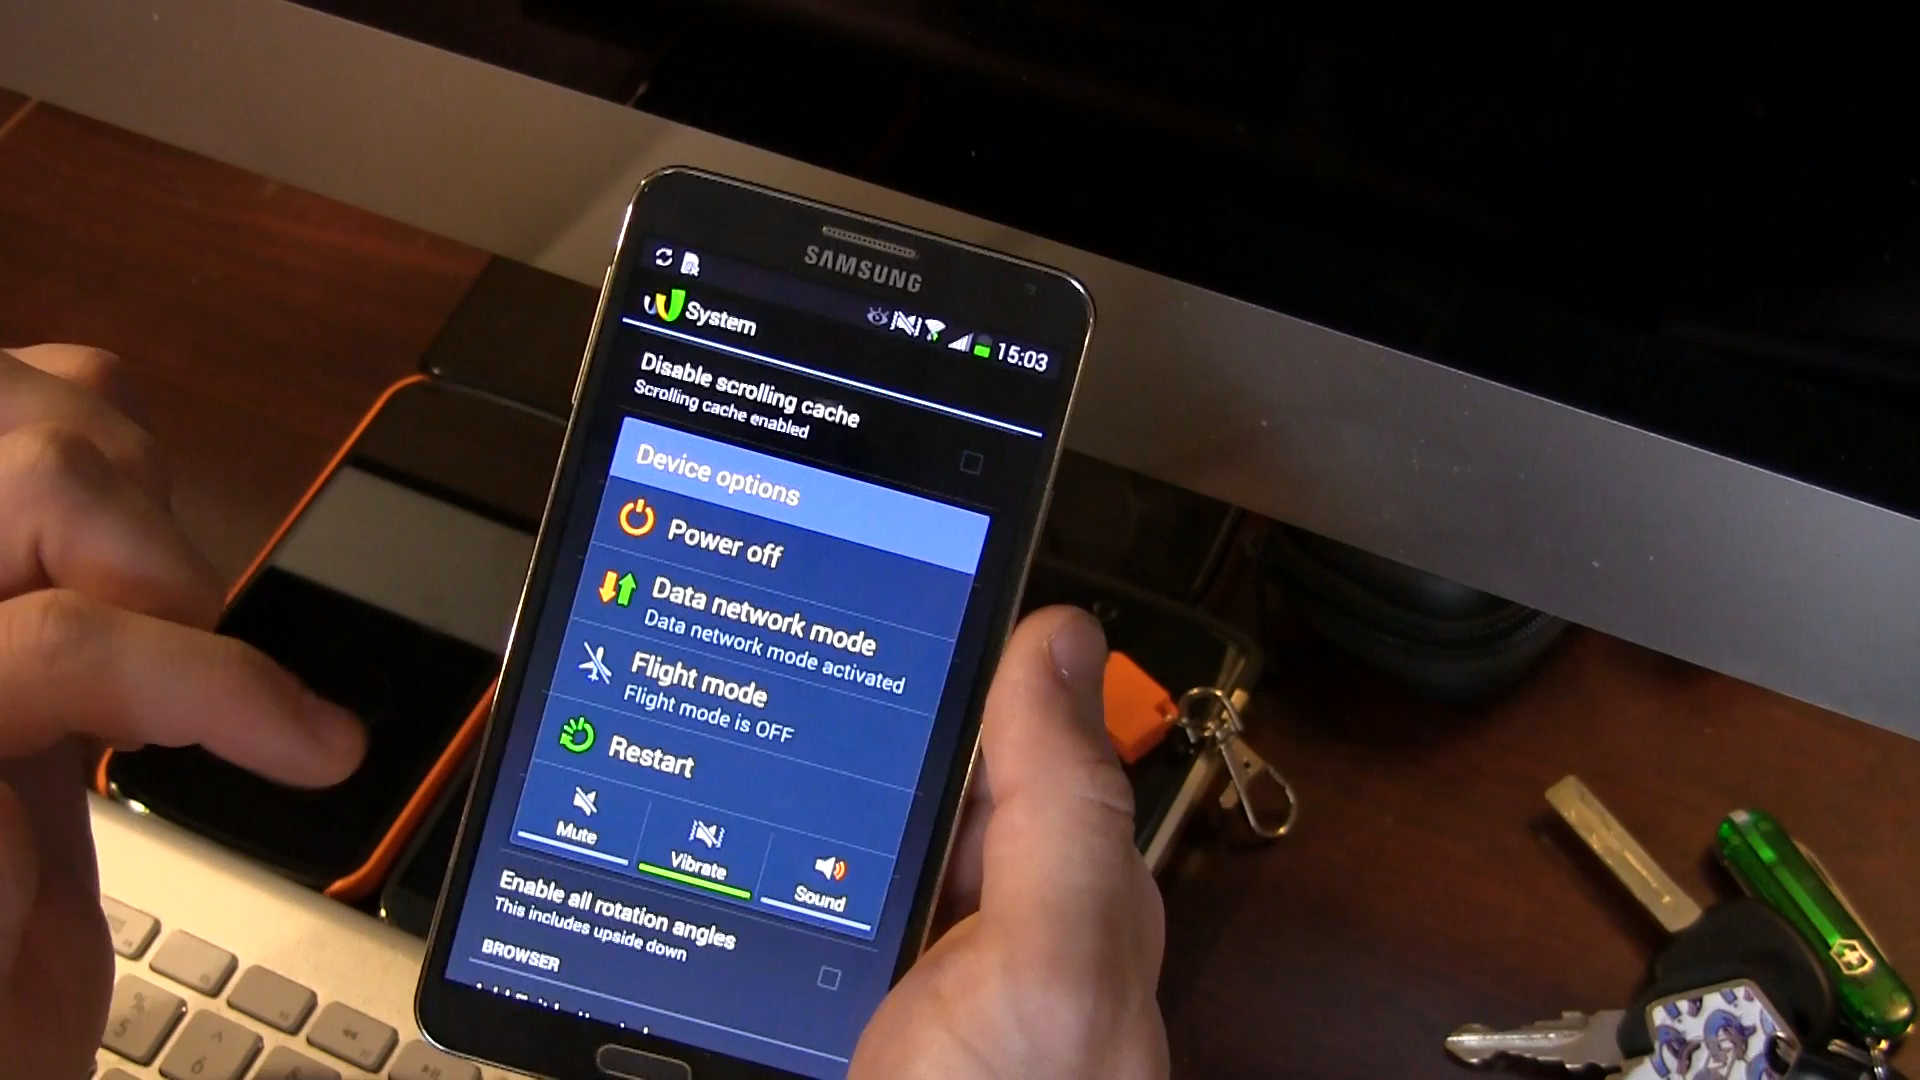 SAMSUNG
15:03
System
Disable scrolling cache
Scrolling cache enabled
Device options
Power off
Data network mode
Data network mode activated
Flight mode
Flight mode is OFF
Restart
Mute
Vibrate
Sound
Enable all rotation angles
This includes upside down
BROWSER
%
5
^
6